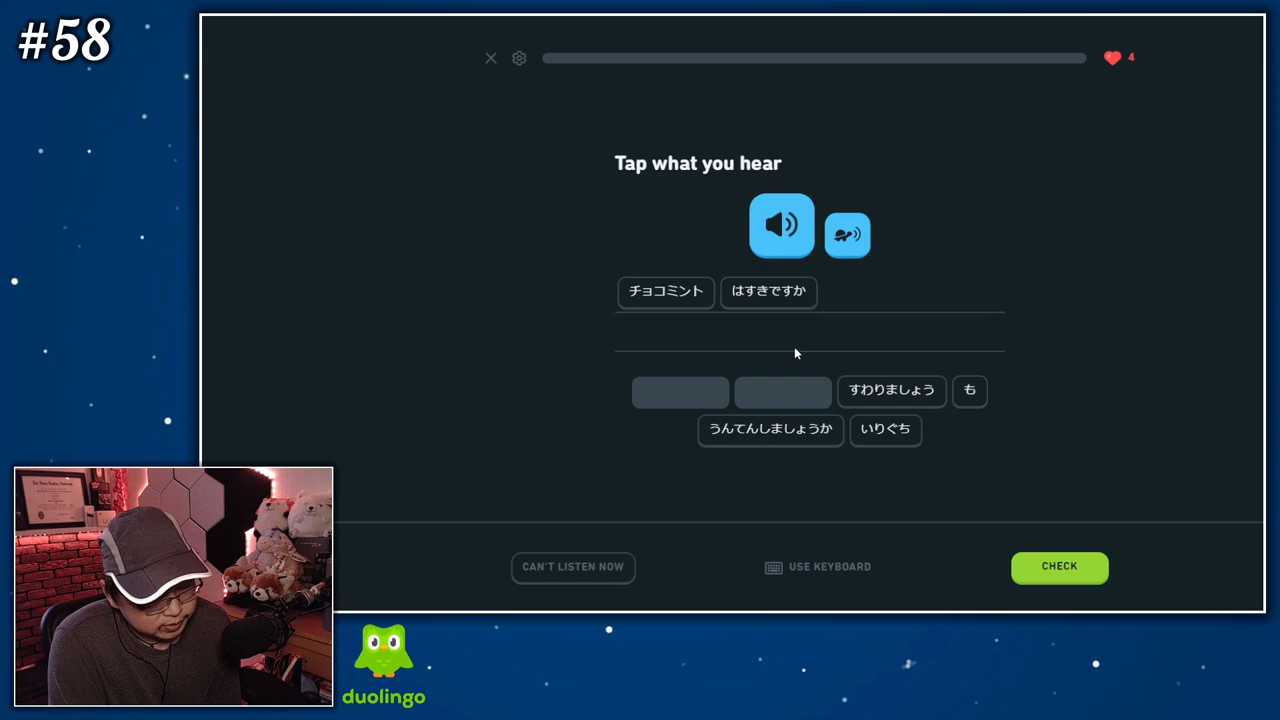 #58
4
Tap what you hear
チョコミント はすきですか
すわりましょう も
うんてんしましょうか いりぐち
CAN'T LISTEN NOW USE KEYBOARD CHECK
duolingo